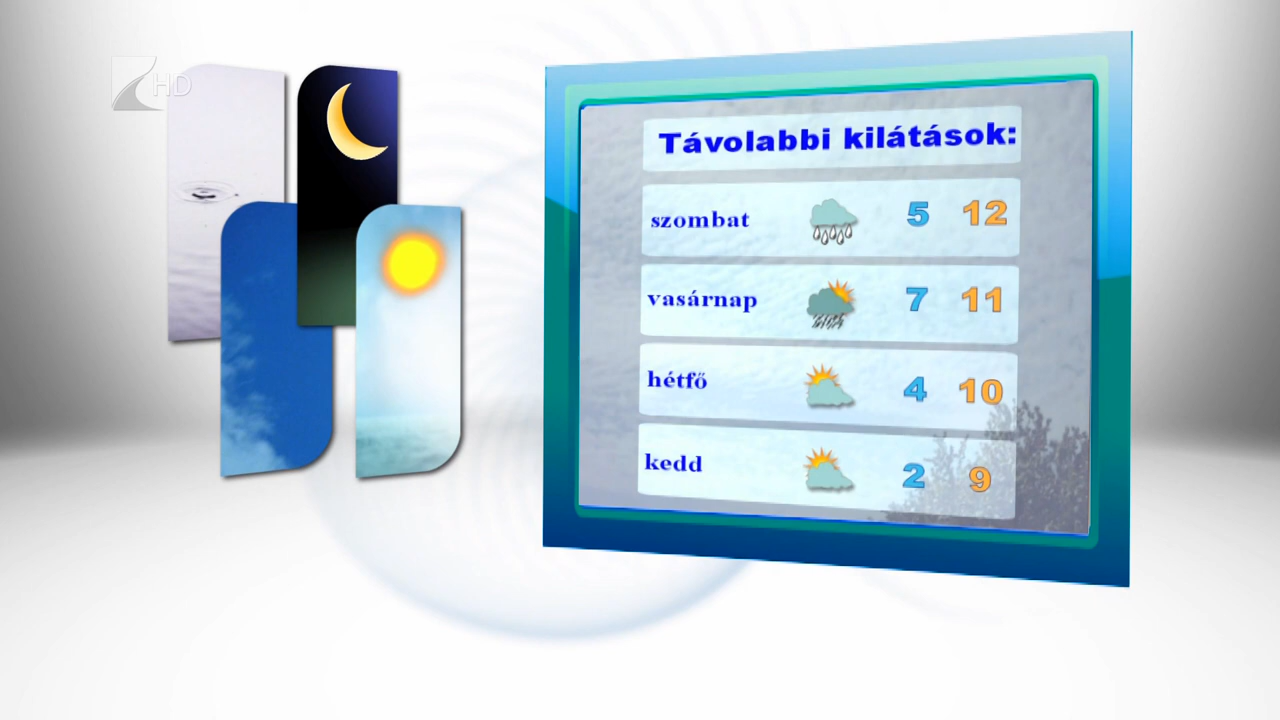 HD
Távolabbi kilátások:
szombat 5 12
vasárnap 7 11
hétfő 4 10
kedd 2 9